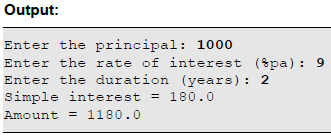 Output:
Enter the principal: 1000
Enter the rate of interest (%pa): 9
Enter the duration (years): 2
Simple interest = 180.0
Amount = 1180.0